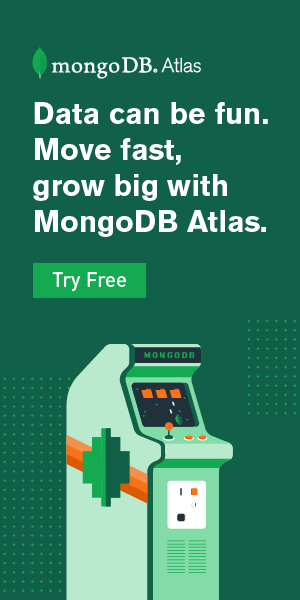 mongoDB. Atlas
Data can be fun.
Move fast,
grow big with
MongoDB Atlas.
Try Free
MONGODB